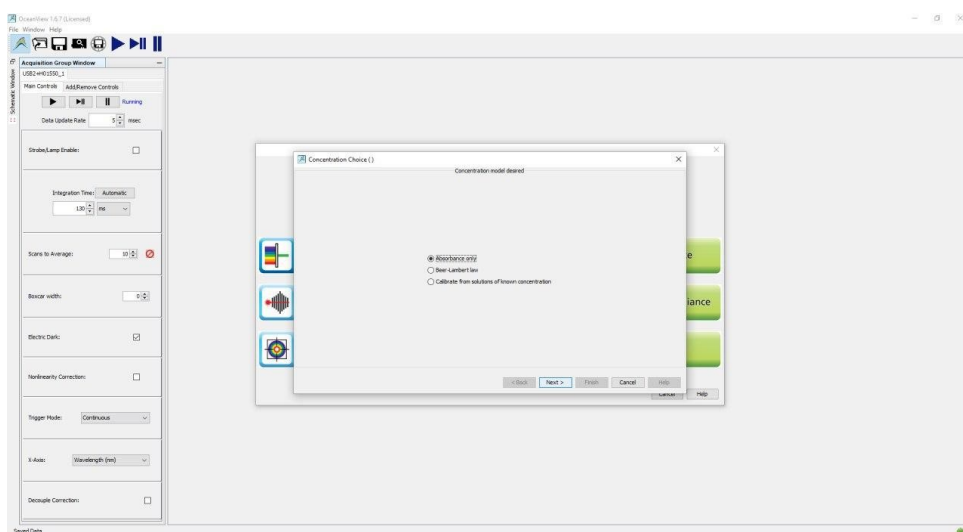 OceanView 1.6.7 (Licensed)
File Window Help
Schematic Window
Acquisition Group Window
USB2+H01550_1
Main Controls Add/Remove Controls
Running
Data Update Rate 5 msec
Strobe/Lamp Enable:
Integration Time: Automatic
130 ms
Scans to Average: 10
Boxcar width: 0
Electric Dark:
Nonlinearity Correction:
Trigger Mode: Continuous
X-Axis: Wavelength (nm)
Decouple Correction:
Saved Data
Concentration Choice ( )
Concentration model desired
Absorbance only
Beer-Lambert law
Calibrate from solutions of known concentration
< Back Next > Finish Cancel Help
e
iance
Cancel Help